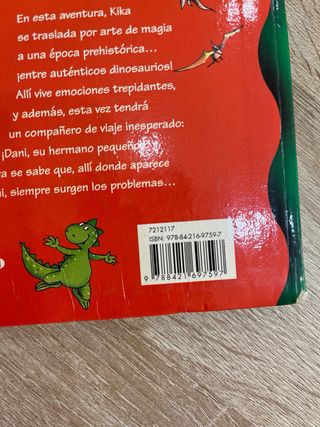 En esta aventura, Kika
se traslada por arte de magia
a una época prehistórica...
¡entre auténticos dinosaurios!
Allí vive emociones trepidantes,
y además, esta vez tendrá
un compañero de viaje inesperado:
¡Dani, su hermano pequeño!
se sabe que, allí donde aparece
siempre surgen los problemas...
7212117
ISBN: 978-84-216-9759-7
9 788421 697597